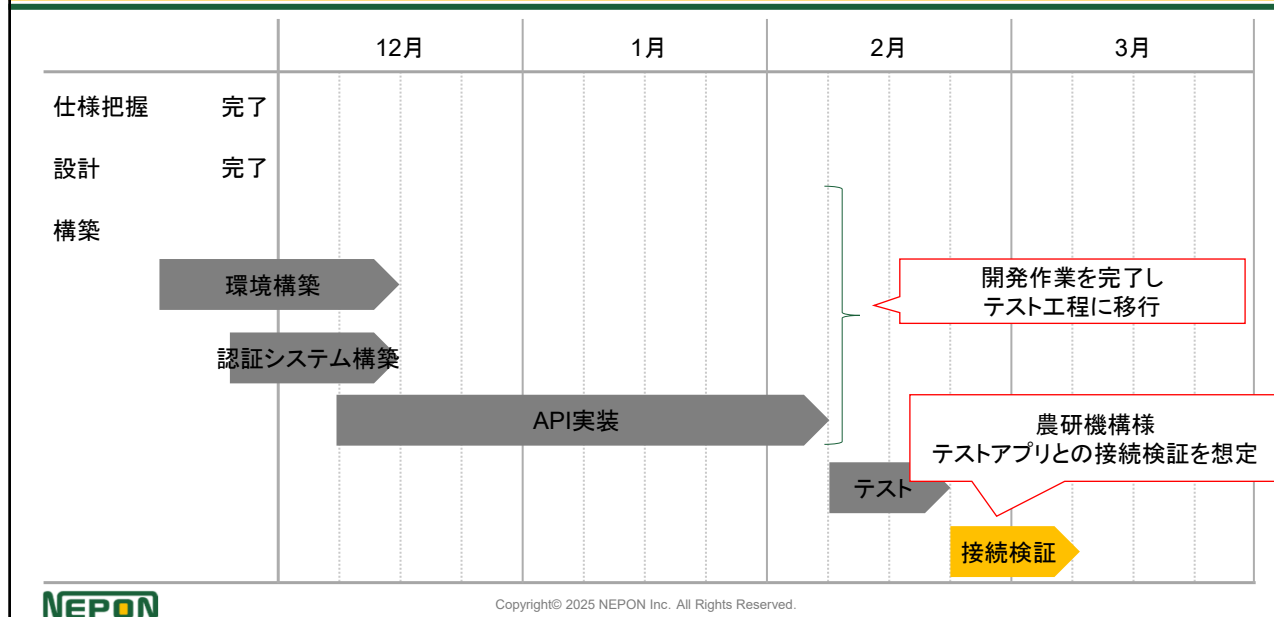 12月 1月 2月 3月
仕様把握 完了
設計 完了
構築
環境構築
開発作業を完了し
テスト工程に移行
認証システム構築
API実装
農研機構様
テストアプリとの接続検証を想定
テスト
接続検証
NEPON
Copyright© 2025 NEPON Inc. All Rights Reserved.